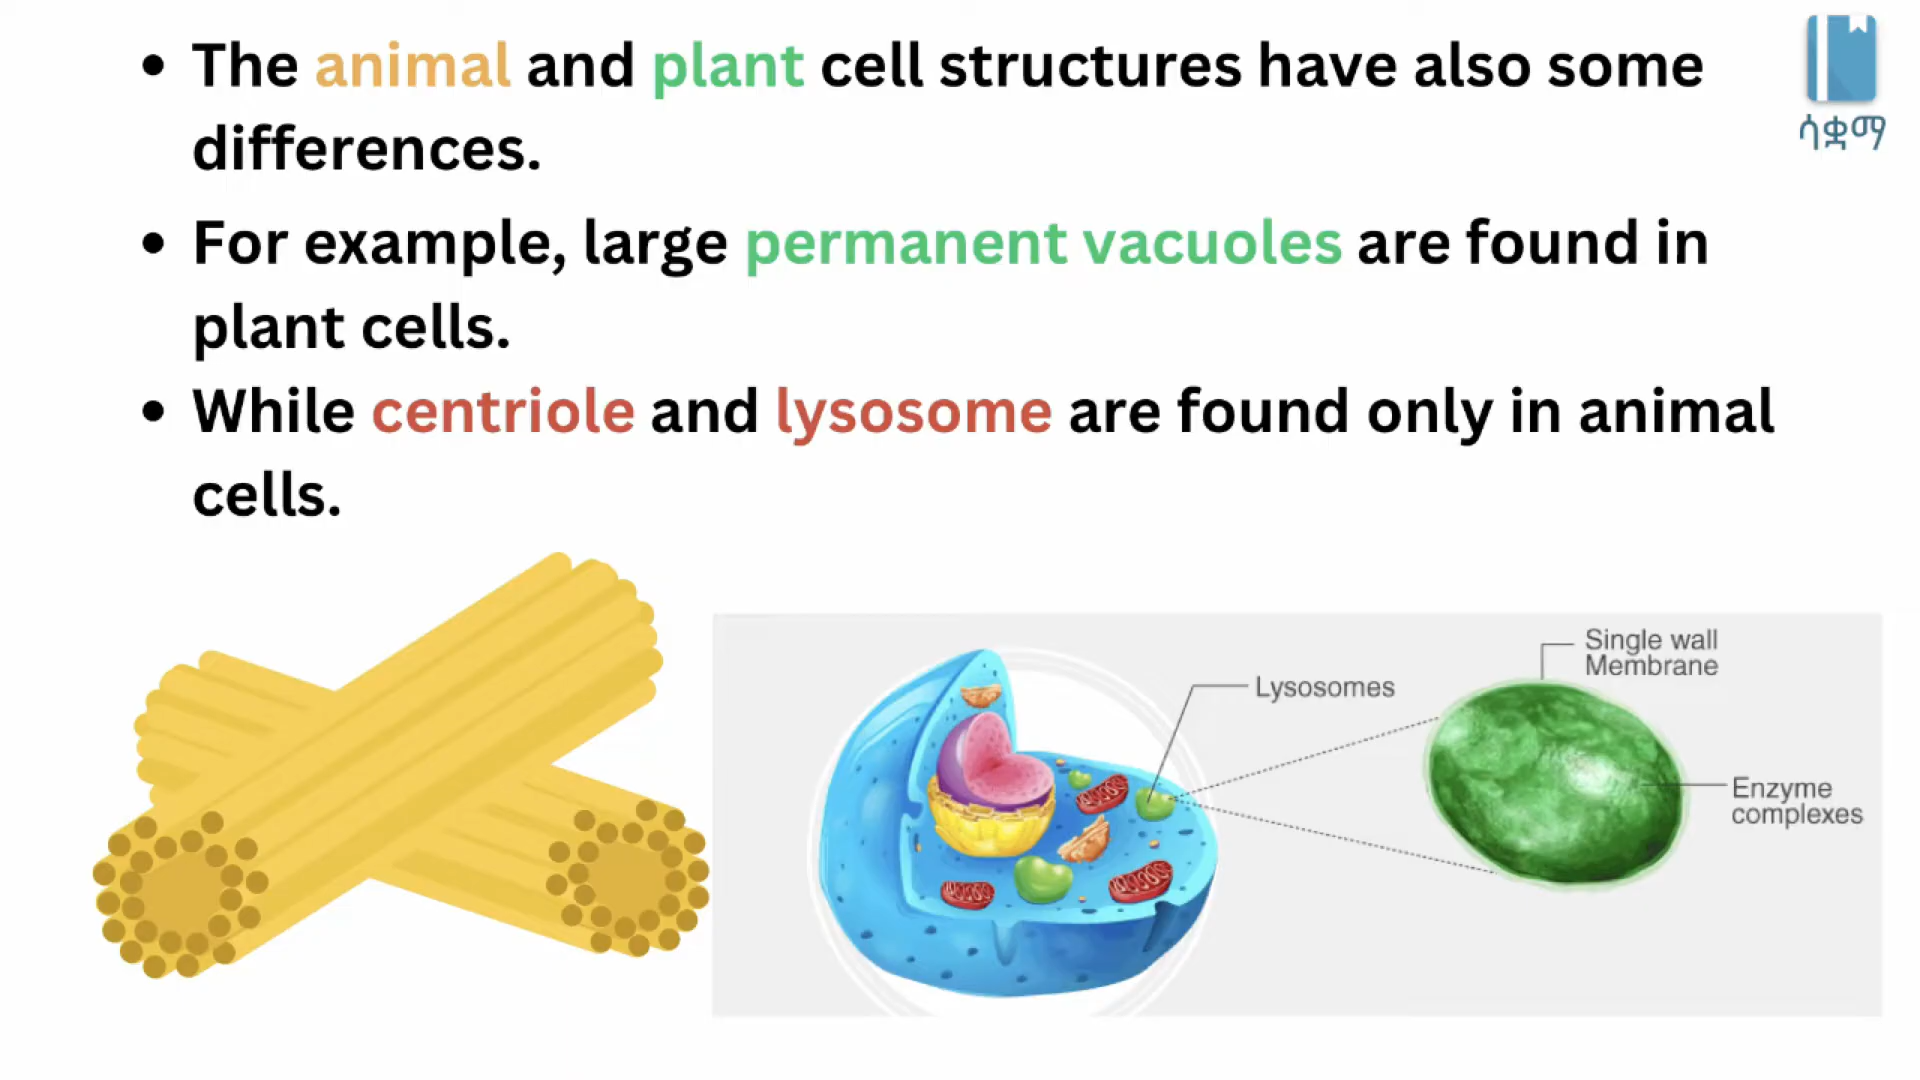 • The animal and plant cell structures have also some
differences.
• For example, large permanent vacuoles are found in
plant cells.
• While centriole and lysosome are found only in animal
cells.
ሳቋማ
Single wall
Membrane
Lysosomes
Enzyme
complexes